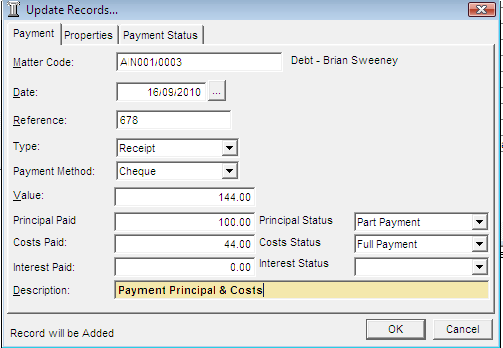 Update Records...
Payment Properties Payment Status
Matter Code: A N001/0003 Debt - Brian Sweeney
Date: 16/09/2010 ...
Reference: 678
Type: Receipt
Payment Method: Cheque
Value: 144.00
Principal Paid 100.00 Principal Status Part Payment
Costs Paid: 44.00 Costs Status Full Payment
Interest Paid: 0.00 Interest Status
Description: Payment Principal & Costs
Record will be Added OK Cancel